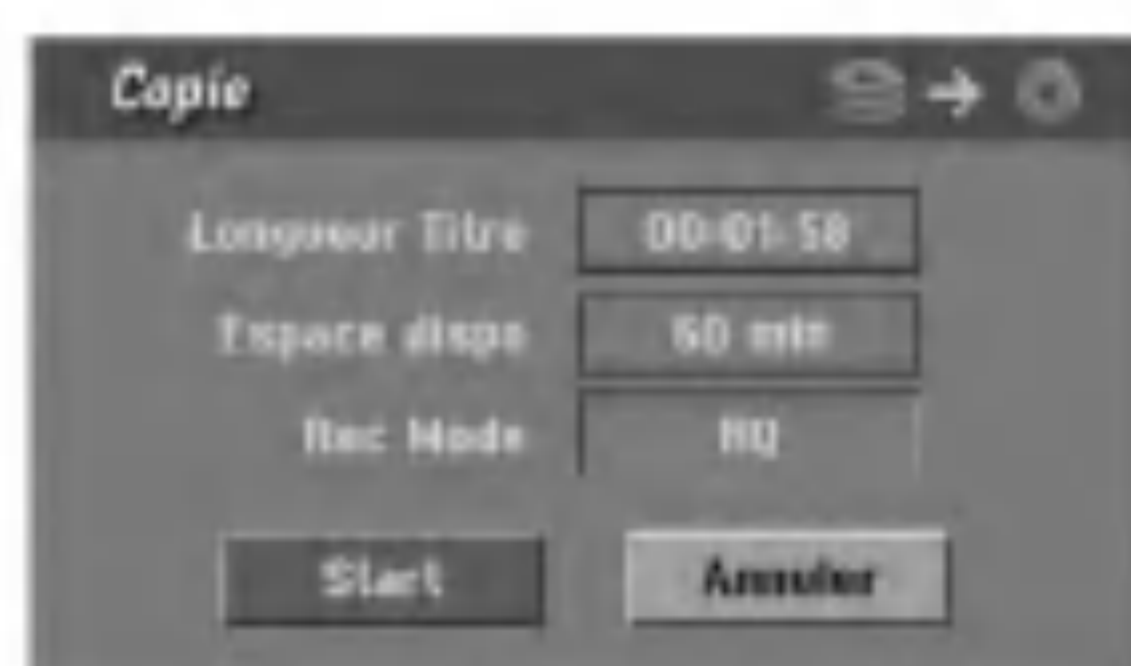 Copie
Longueur Titre 00:01:58
Espace dispo 60 min
Rec Mode HQ
Start Annuler